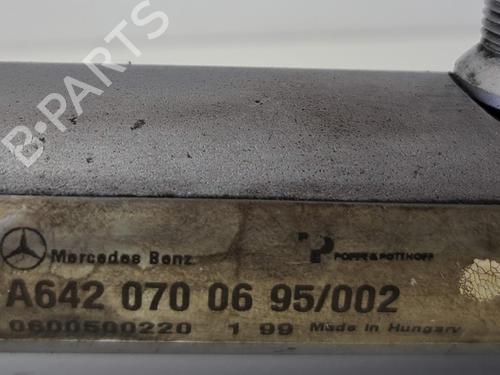 B-PARTS
Mercedes Benz POPPE & POTTHOFF
A642 070 06 95/002
0600500220 1 99 Made in Hungary